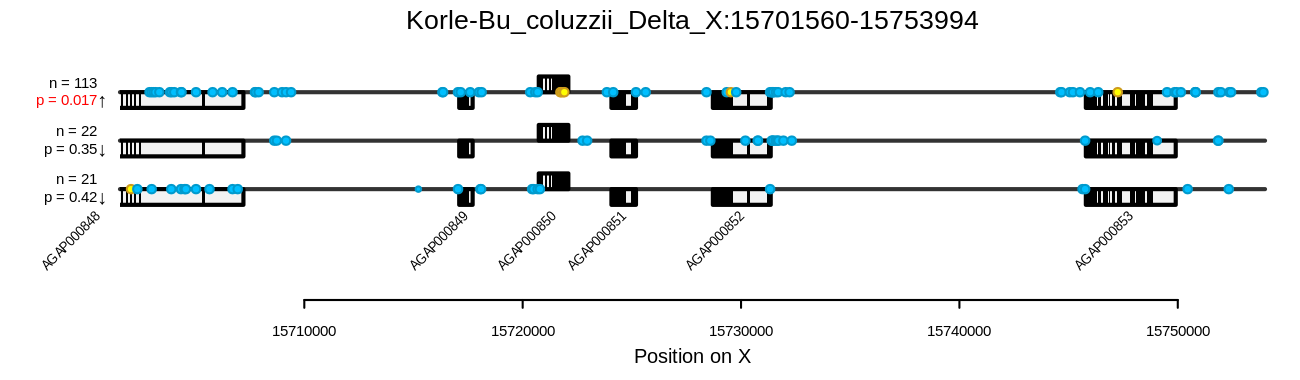 Korle-Bu_coluzzii_Delta_X:15701560-15753994
n = 113
p = 0.017↑
n = 22
p = 0.35↓
n = 21
p = 0.42↓
AGAP000848 AGAP000849 AGAP000850 AGAP000851 AGAP000852 AGAP000853
15710000 15720000 15730000 15740000 15750000
Position on X